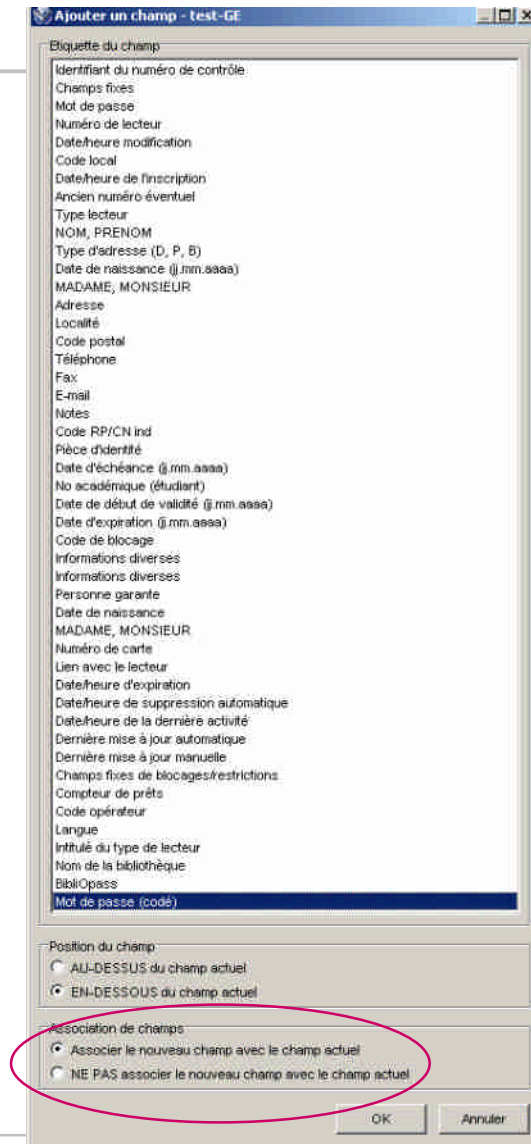 Ajouter un champ - test-GE
Etiquette du champ
Identifiant du numéro de contrôle
Champs fixes
Mot de passe
Numéro de lecteur
Date/heure modification
Code local
Date/heure de l'inscription
Ancien numéro éventuel
Type lecteur
NOM, PRENOM
Type d'adresse (D, P, B)
Date de naissance (jj.mm.aaaa)
MADAME, MONSIEUR
Adresse
Localité
Code postal
Téléphone
Fax
E-mail
Notes
Code RP/CN ind
Pièce d'identité
Date d'échéance (jj.mm.aaaa)
No académique (étudiant)
Date de début de validité (jj.mm.aaaa)
Date d'expiration (jj.mm.aaaa)
Code de blocage
Informations diverses
Informations diverses
Personne garante
Date de naissance
MADAME, MONSIEUR
Numéro de carte
Lien avec le lecteur
Date/heure d'expiration
Date/heure de suppression automatique
Date/heure de la dernière activité
Dernière mise à jour automatique
Dernière mise à jour manuelle
Champs fixes de blocages/restrictions
Compteur de prêts
Code opérateur
Langue
Intitulé du type de lecteur
Nom de la bibliothèque
BibliOpass
Mot de passe (codé)
Position du champ
AU-DESSUS du champ actuel
EN-DESSOUS du champ actuel
Association de champs
Associer le nouveau champ avec le champ actuel
NE PAS associer le nouveau champ avec le champ actuel
OK Annuler